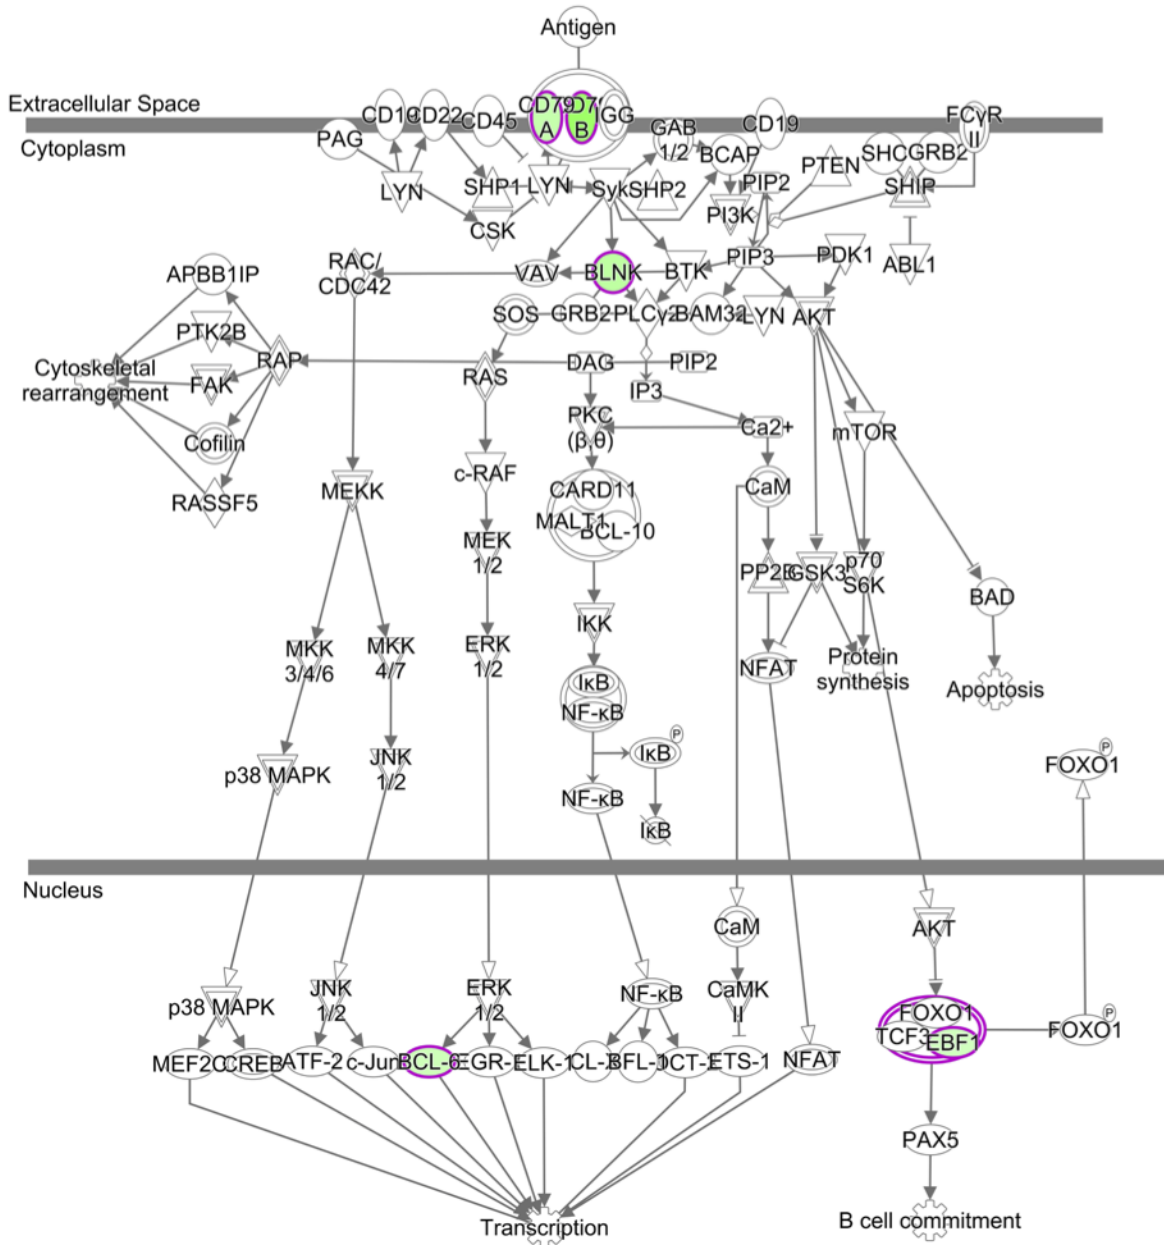 Antigen
Extracellular Space
Cytoplasm
PAG
CD19
CD22
CD45
CD79
A
B
GG
GAB
1/2
BCAP
CD19
PTEN
SHC
GRB2
FCγR
II
LYN
SHP1
CSK
LYN
Syk
SHP2
PI3K
PIP2
SHIP
APBB1IP
RAC/
CDC42
VAV
BLNK
BTK
PIP3
PDK1
ABL1
PTK2B
SOS
GRB2
PLCγ2
BAM32
LYN
AKT
Cytoskeletal
rearrangement
RAP
FAK
RAS
DAG
PIP2
IP3
Cofilin
PKC
(β,θ)
Ca2+
mTOR
RASSF5
MEKK
c-RAF
CARD11
MALT1
BCL-10
CaM
MEK
1/2
PP2B
GSK3
p70
S6K
BAD
IKK
MKK
3/4/6
MKK
4/7
ERK
1/2
NFAT
Protein
synthesis
Apoptosis
IκB
NF-κB
p38 MAPK
JNK
1/2
IκB
P
NF-κB
IκB
FOXO1
P
Nucleus
CaM
AKT
p38 MAPK
JNK
1/2
ERK
1/2
NF-κB
CaMK
II
FOXO1
TCF3
EBF1
FOXO1
P
MEF2C
CREB
ATF-2
c-Jun
BCL-6
EGR-
ELK-1
BFL-1
ETS-1
NFAT
PAX5
Transcription
B cell commitment